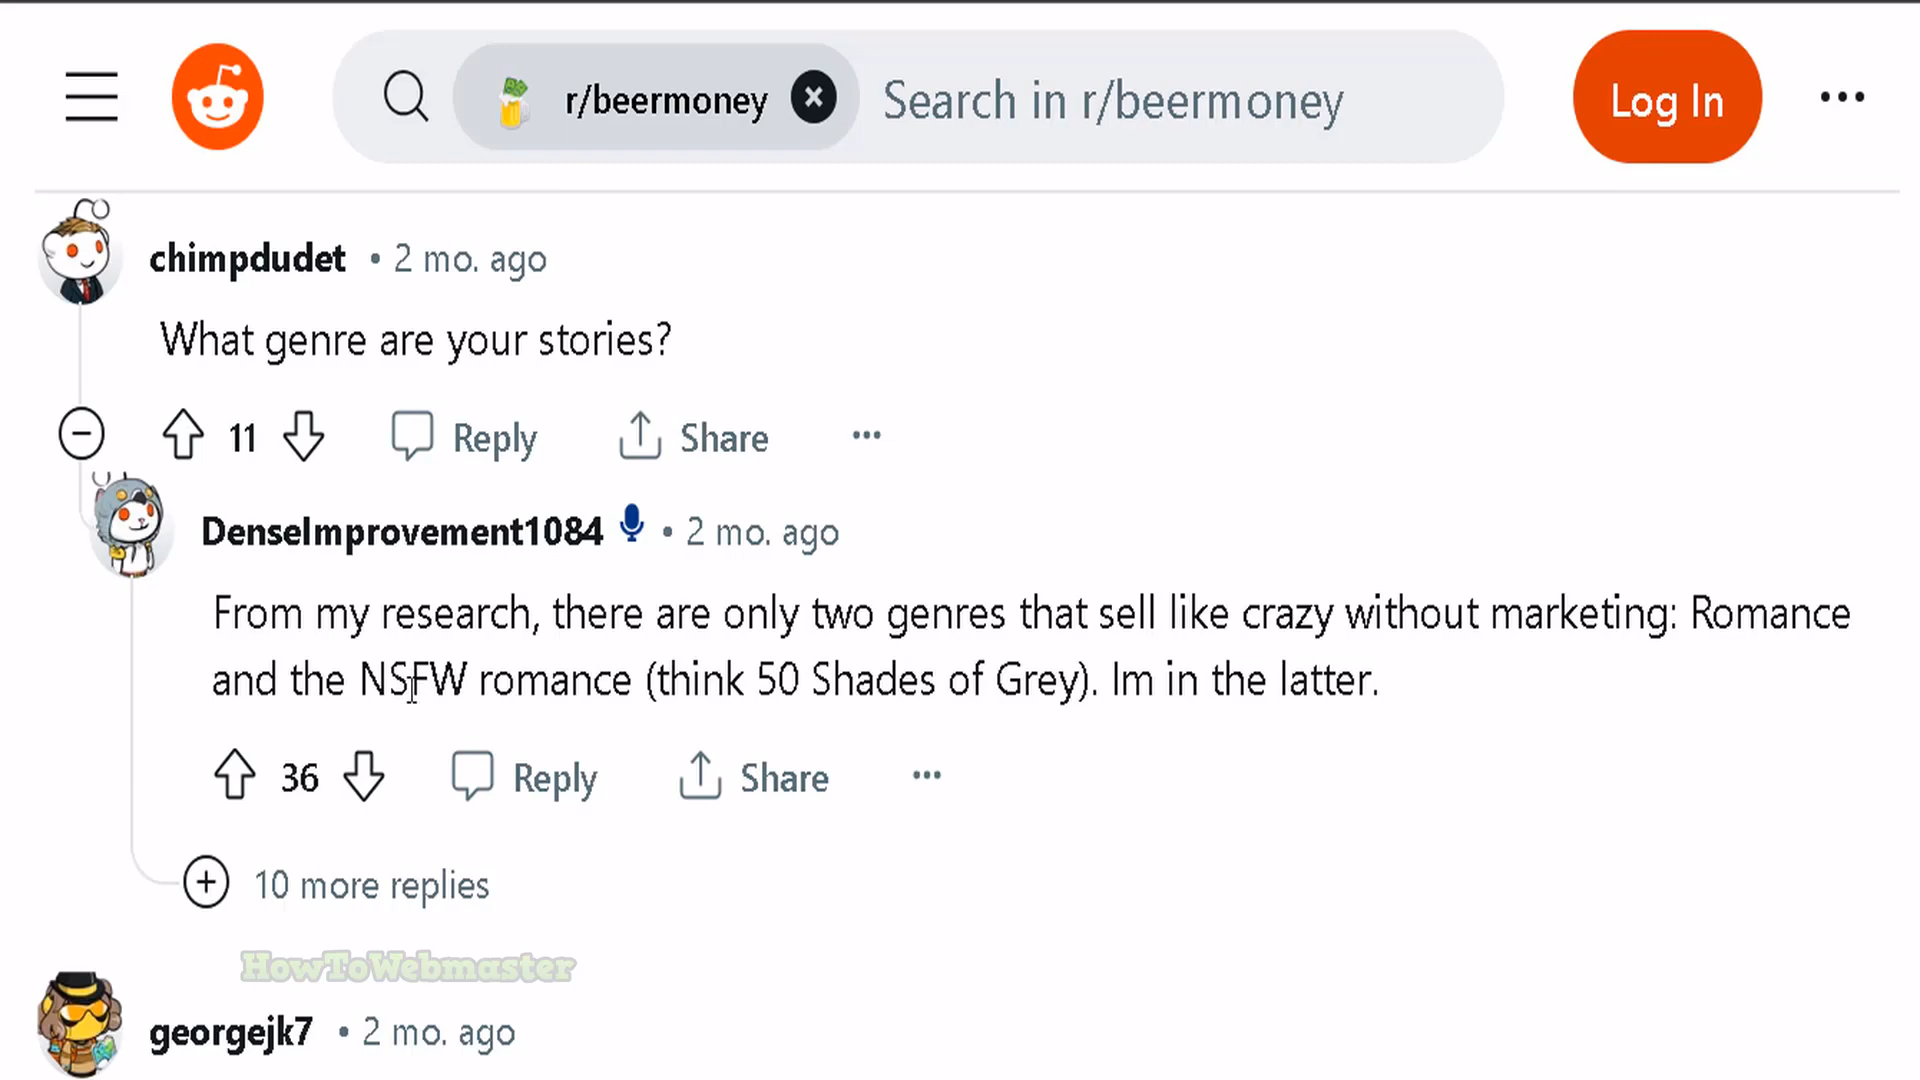 r/beermoney Search in r/beermoney Log In
chimpdudet • 2 mo. ago
What genre are your stories?
11 Reply Share
DenseImprovement1084 • 2 mo. ago
From my research, there are only two genres that sell like crazy without marketing: Romance
and the NSFW romance (think 50 Shades of Grey). Im in the latter.
36 Reply Share
10 more replies
HowToWebmaster
georgejk7 • 2 mo. ago